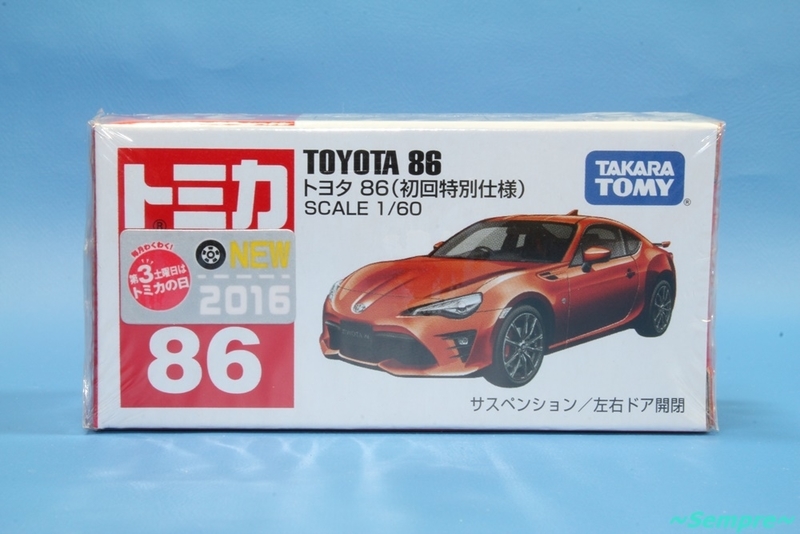 トミカ
®
毎月わくわく!
第3土曜日は
トミカの日
NEW
2016
86
TOYOTA 86
トヨタ 86(初回特別仕様)
SCALE 1/60
TAKARA
TOMY
®
サスペンション/左右ドア開閉
~Sempre~